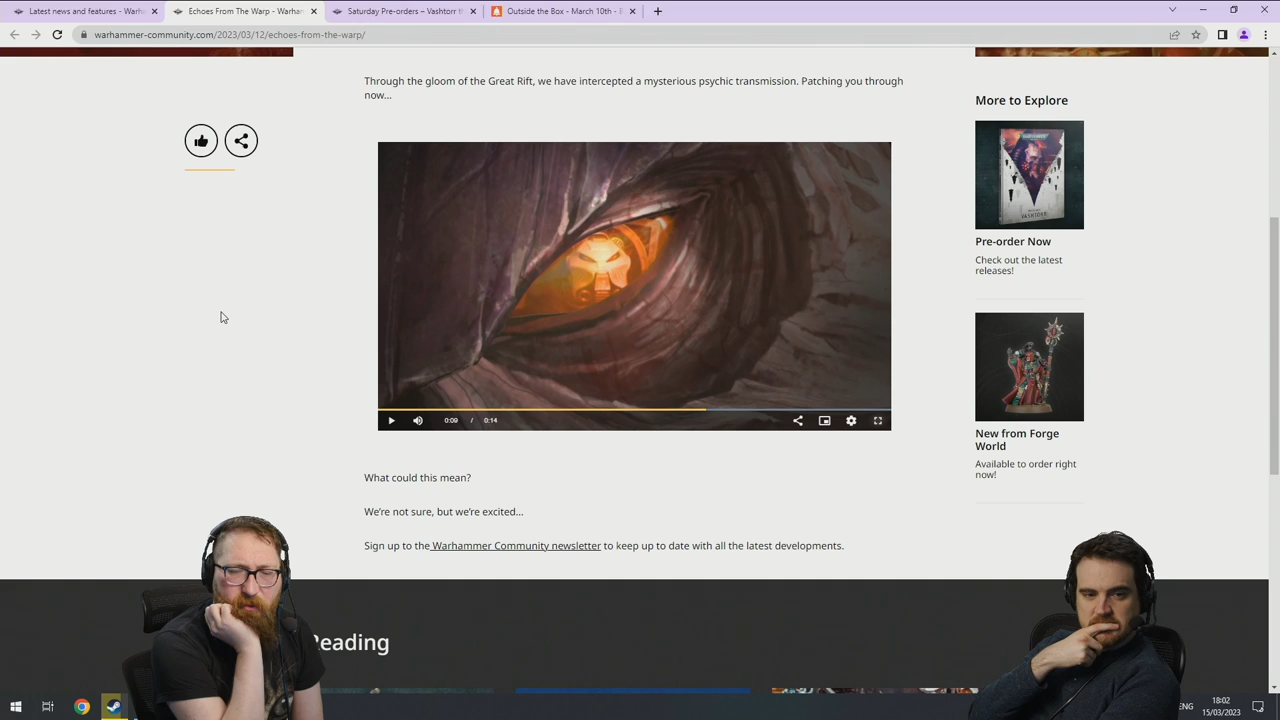 Latest news and features - Warha
Echoes From The Warp - Warhan
Saturday Pre-orders – Vashtorr th
Outside the Box - March 10th - B
warhammer-community.com/2023/03/12/echoes-from-the-warp/
Through the gloom of the Great Rift, we have intercepted a mysterious psychic transmission. Patching you through
now...
0:09 / 0:14
What could this mean?
We're not sure, but we're excited...
Sign up to the Warhammer Community newsletter to keep up to date with all the latest developments.
More to Explore
VASHTORR
Pre-order Now
Check out the latest
releases!
New from Forge
World
Available to order right
now!
Reading
ENG
18:02
15/03/2023